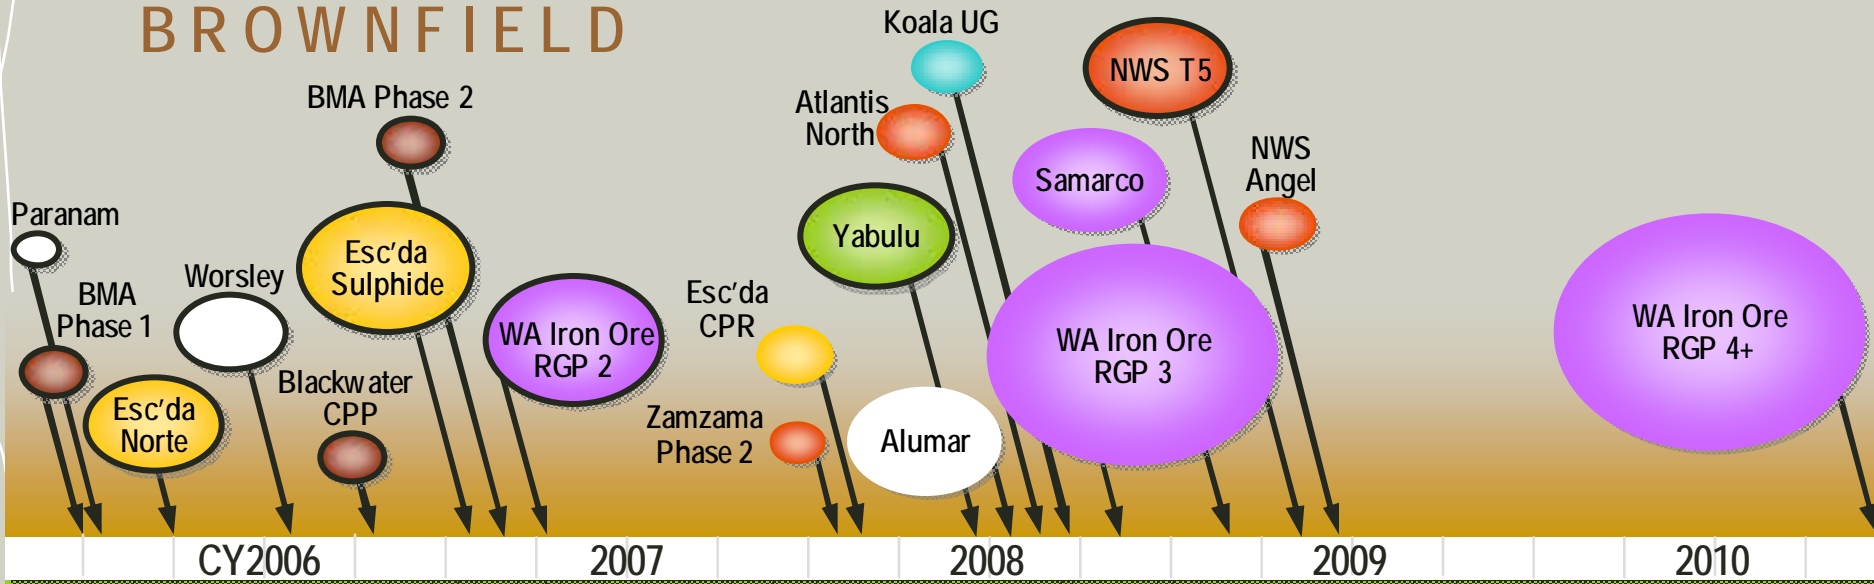 BROWNFIELD
Koala UG
NWS T5
BMA Phase 2
Atlantis
North
NWS
Angel
Samarco
Paranam
Yabulu
Esc'da
Sulphide
Worsley
BMA
Phase 1
Esc'da
CPR
WA Iron Ore
RGP 2
WA Iron Ore
RGP 3
WA Iron Ore
RGP 4+
Blackwater
CPP
Esc'da
Norte
Zamzama
Phase 2
Alumar
CY2006
2007
2008
2009
2010